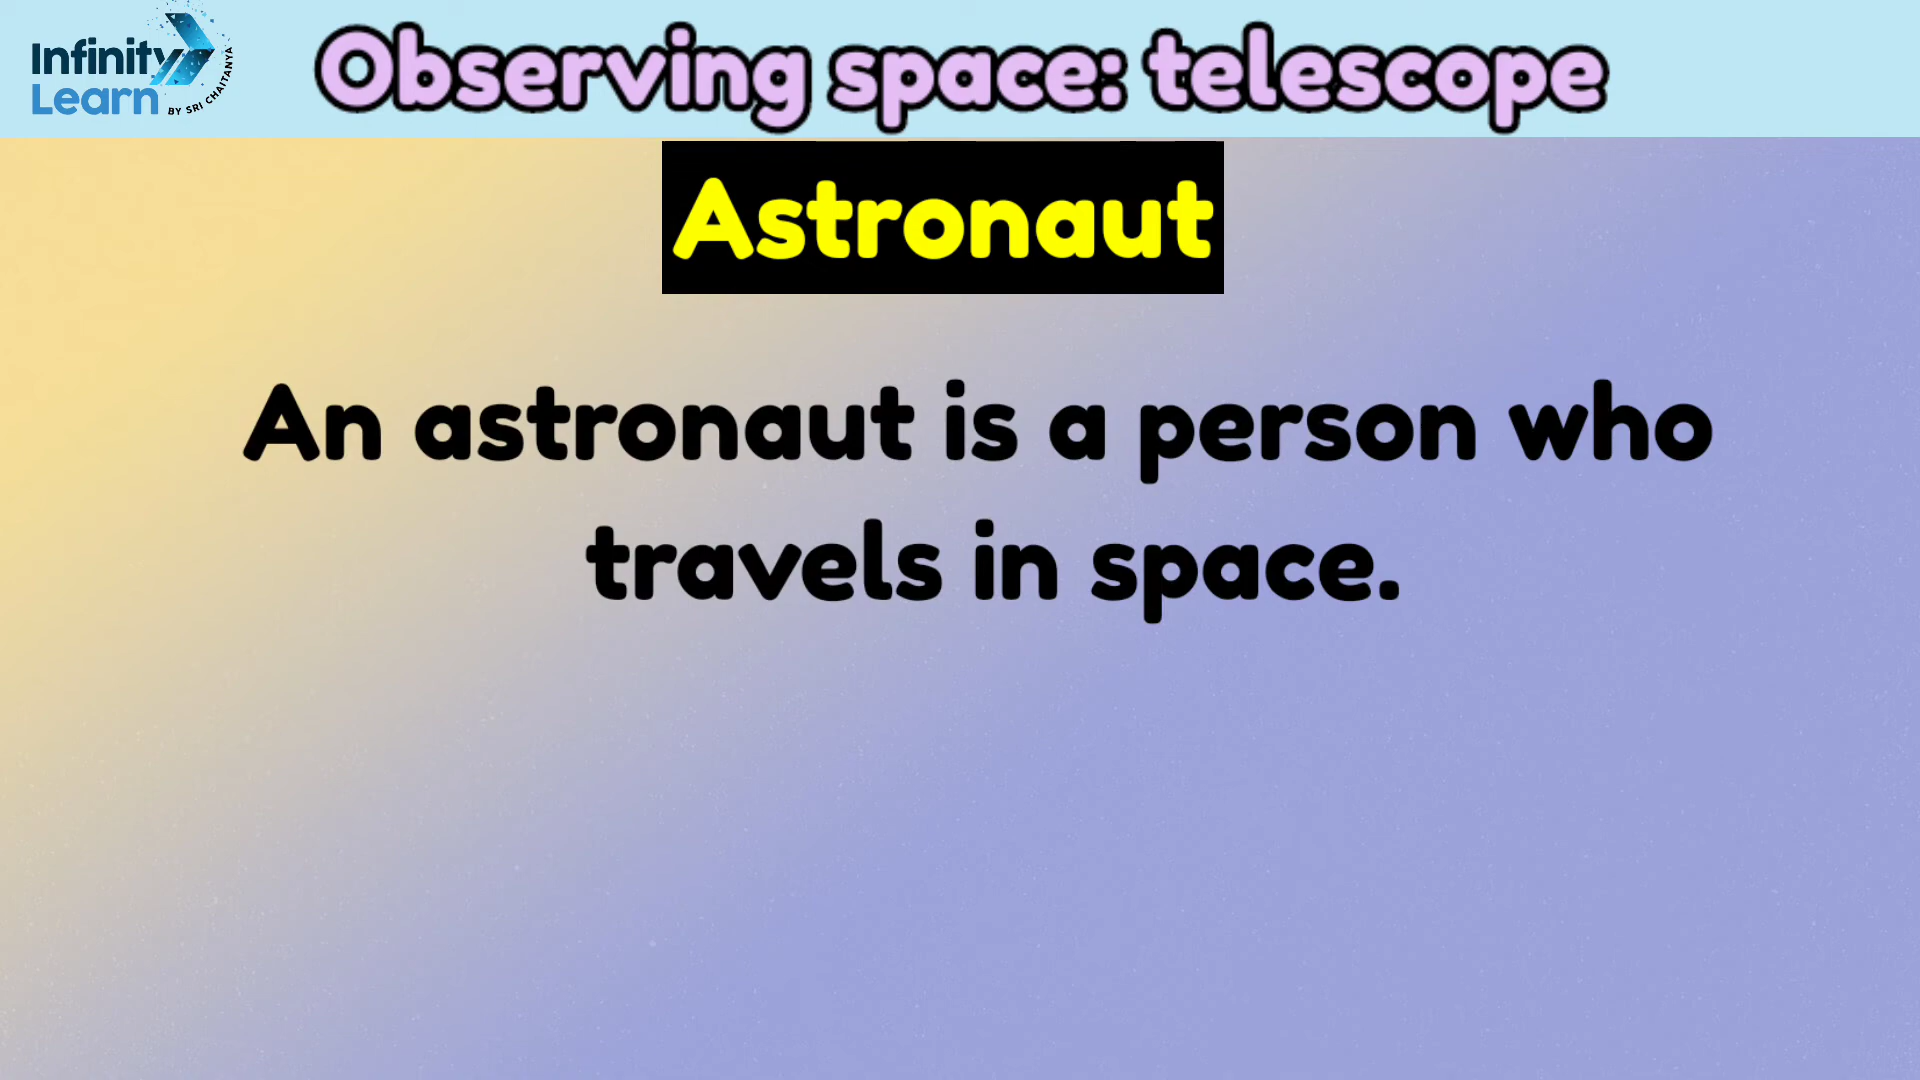 Infinity
Learn
BY SRI CHAITANYA
Observing space: telescope
Astronaut
An astronaut is a person who
travels in space.